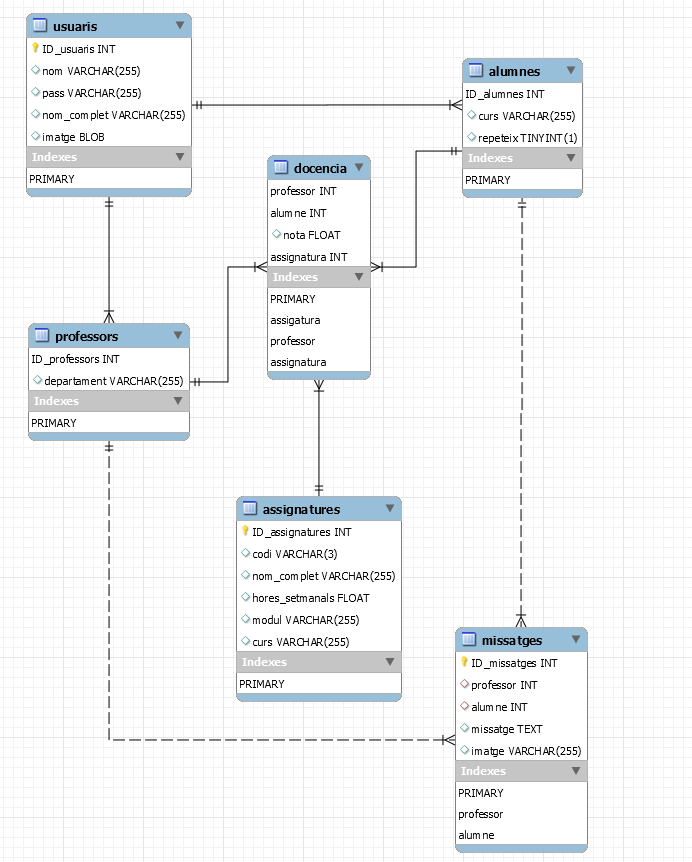 usuaris
ID_usuaris INT
nom VARCHAR(255)
pass VARCHAR(255)
nom_complet VARCHAR(255)
imatge BLOB
Indexes
PRIMARY
alumnes
ID_alumnes INT
curs VARCHAR(255)
repeteix TINYINT(1)
Indexes
PRIMARY
docencia
professor INT
alumne INT
nota FLOAT
assignatura INT
Indexes
PRIMARY
assigatura
professor
assignatura
professors
ID_professors INT
departament VARCHAR(255)
Indexes
PRIMARY
assignatures
ID_assignatures INT
codi VARCHAR(3)
nom_complet VARCHAR(255)
hores_setmanals FLOAT
modul VARCHAR(255)
curs VARCHAR(255)
Indexes
PRIMARY
missatges
ID_missatges INT
professor INT
alumne INT
missatge TEXT
imatge VARCHAR(255)
Indexes
PRIMARY
professor
alumne